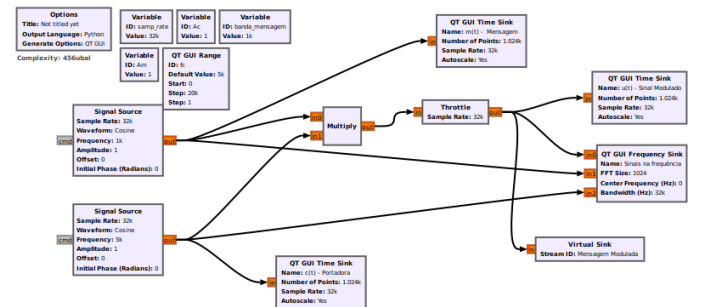 Options
Title: Not titled yet
Output Language: Python
Generate Options: QT GUI
Complexity: 456ubal
Variable
ID: samp_rate
Value: 32k
Variable
ID: Ac
Value: 1
Variable
ID: banda_mensagem
Value: 1k
Variable
ID: Am
Value: 1
QT GUI Range
ID: fc
Default Value: 5k
Start: 0
Stop: 20k
Step: 1
Signal Source
Sample Rate: 32k
Waveform: Cosine
Frequency: 1k
Amplitude: 1
Offset: 0
Initial Phase (Radians): 0
cmd
out
Signal Source
Sample Rate: 32k
Waveform: Cosine
Frequency: 5k
Amplitude: 1
Offset: 0
Initial Phase (Radians): 0
cmd
out
in0
in1
Multiply
out
in
Throttle
Sample Rate: 32k
out
in
QT GUI Time Sink
Name: m(t) - Mensagem
Number of Points: 1.024k
Sample Rate: 32k
Autoscale: Yes
in
QT GUI Time Sink
Name: u(t) - Sinal Modulado
Number of Points: 1.024k
Sample Rate: 32k
Autoscale: Yes
in0
in1
in2
QT GUI Frequency Sink
Name: Sinais na frequência
FFT Size: 1024
Center Frequency (Hz): 0
Bandwidth (Hz): 32k
in
Virtual Sink
Stream ID: Mensagem Modulada
in
QT GUI Time Sink
Name: c(t) - Portadora
Number of Points: 1.024k
Sample Rate: 32k
Autoscale: Yes